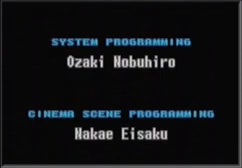 SYSTEM PROGRAMMING
Ozaki Nobuhiro
CINEMA SCENE PROGRAMMING
Nakae Eisaku